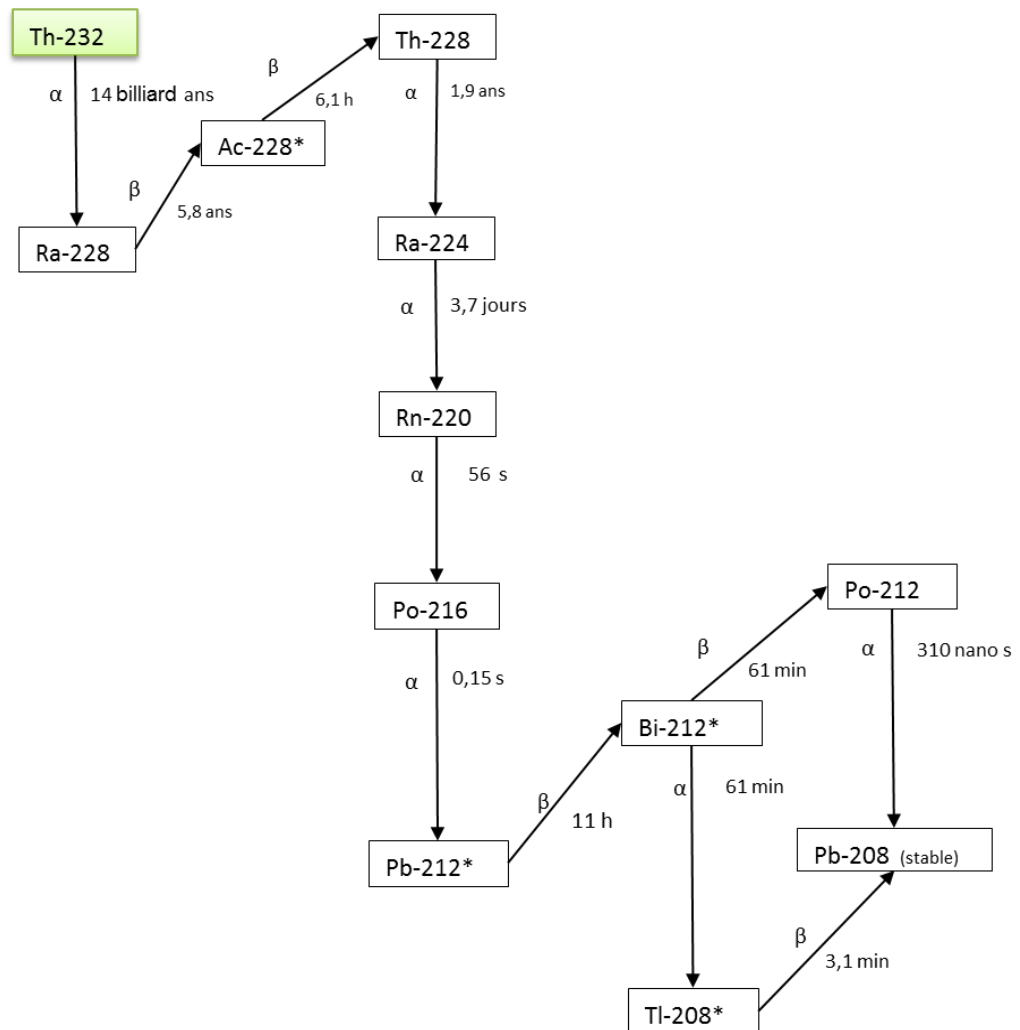 Th-232
α 14 billiard ans
β 5,8 ans
Ra-228
Ac-228*
β 6,1 h
Th-228
α 1,9 ans
Ra-224
α 3,7 jours
Rn-220
α 56 s
Po-216
α 0,15 s
Pb-212*
β 11 h
Bi-212*
β 61 min
Po-212
α 310 nano s
α 61 min
Pb-208 (stable)
β 3,1 min
Tl-208*